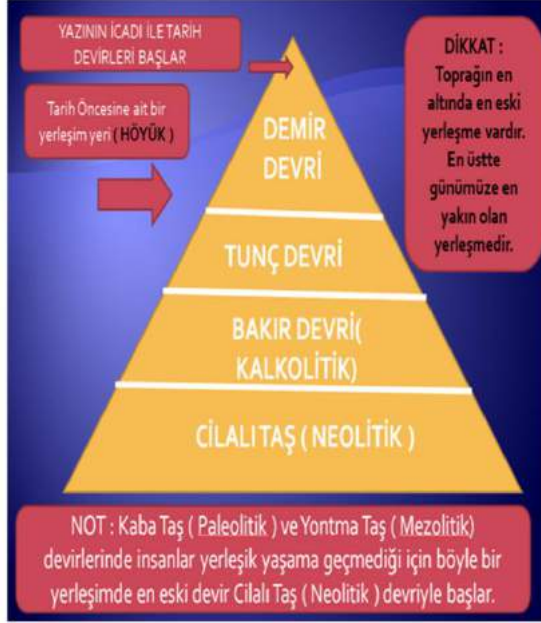 YAZININ İCADI İLE TARİH
DEVİRLERİ BAŞLAR
Tarih Öncesine ait bir
yerleşim yeri ( HÖYÜK )
DİKKAT :
Toprağın en
altında en eski
yerleşme vardır.
En üstte
günümüze en
yakın olan
yerleşmedir.
DEMİR
DEVRİ
TUNÇ DEVRİ
BAKIR DEVRİ(
KALKOLİTİK)
CİLALI TAŞ ( NEOLİTİK )
NOT : Kaba Taş ( Paleolitik ) ve Yontma Taş ( Mezolitik)
devirlerinde insanlar yerleşik yaşama geçmediği için böyle bir
yerleşimde en eski devir Cilalı Taş ( Neolitik ) devriyle başlar.